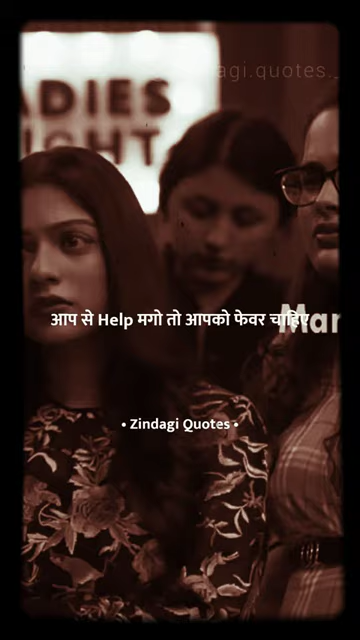 agi.quotes._
ADIES
IGHT
आप से Help मगो तो आपको फेवर चाहिए
Mar
• Zindagi Quotes •